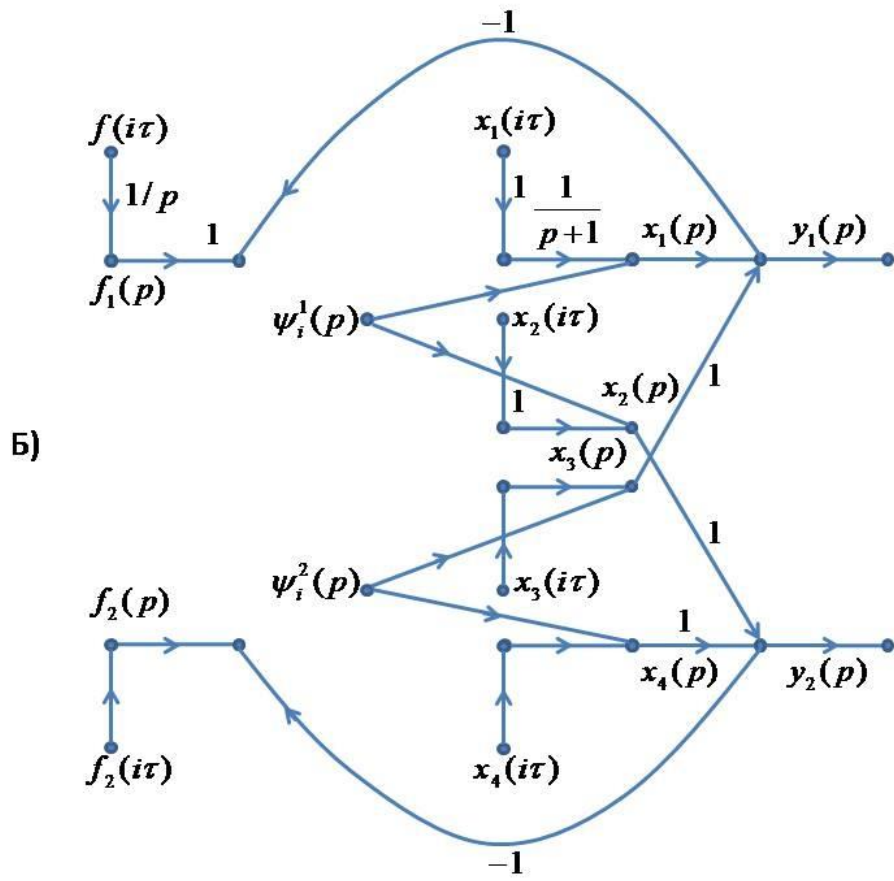 −1
f(iτ)
x₁(iτ)
1/p
1
1
1/(p+1)
x₁(p)
y₁(p)
f₁(p)
ψᵢ¹(p)
x₂(iτ)
x₂(p)
1
1
Б)
x₃(p)
1
ψᵢ²(p)
x₃(iτ)
f₂(p)
1
x₄(p)
y₂(p)
f₂(iτ)
x₄(iτ)
−1